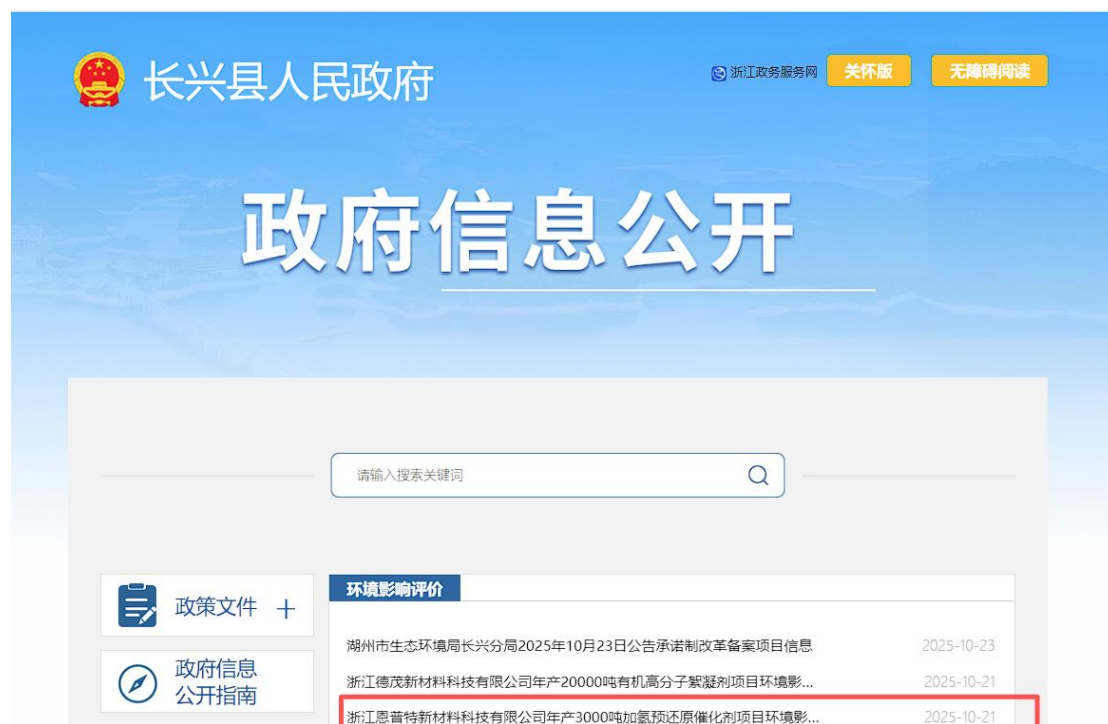 长兴县人民政府
浙江政务服务网 关怀版 无障碍阅读
政府信息公开
请输入搜索关键词
政策文件 +
政府信息
公开指南
环境影响评价
湖州市生态环境局长兴分局2025年10月23日公告承诺制改革备案项目信息 2025-10-23
浙江德茂新材料科技有限公司年产20000吨有机高分子絮凝剂项目环境影... 2025-10-21
浙江恩普特新材料科技有限公司年产3000吨加氢预还原催化剂项目环境影... 2025-10-21